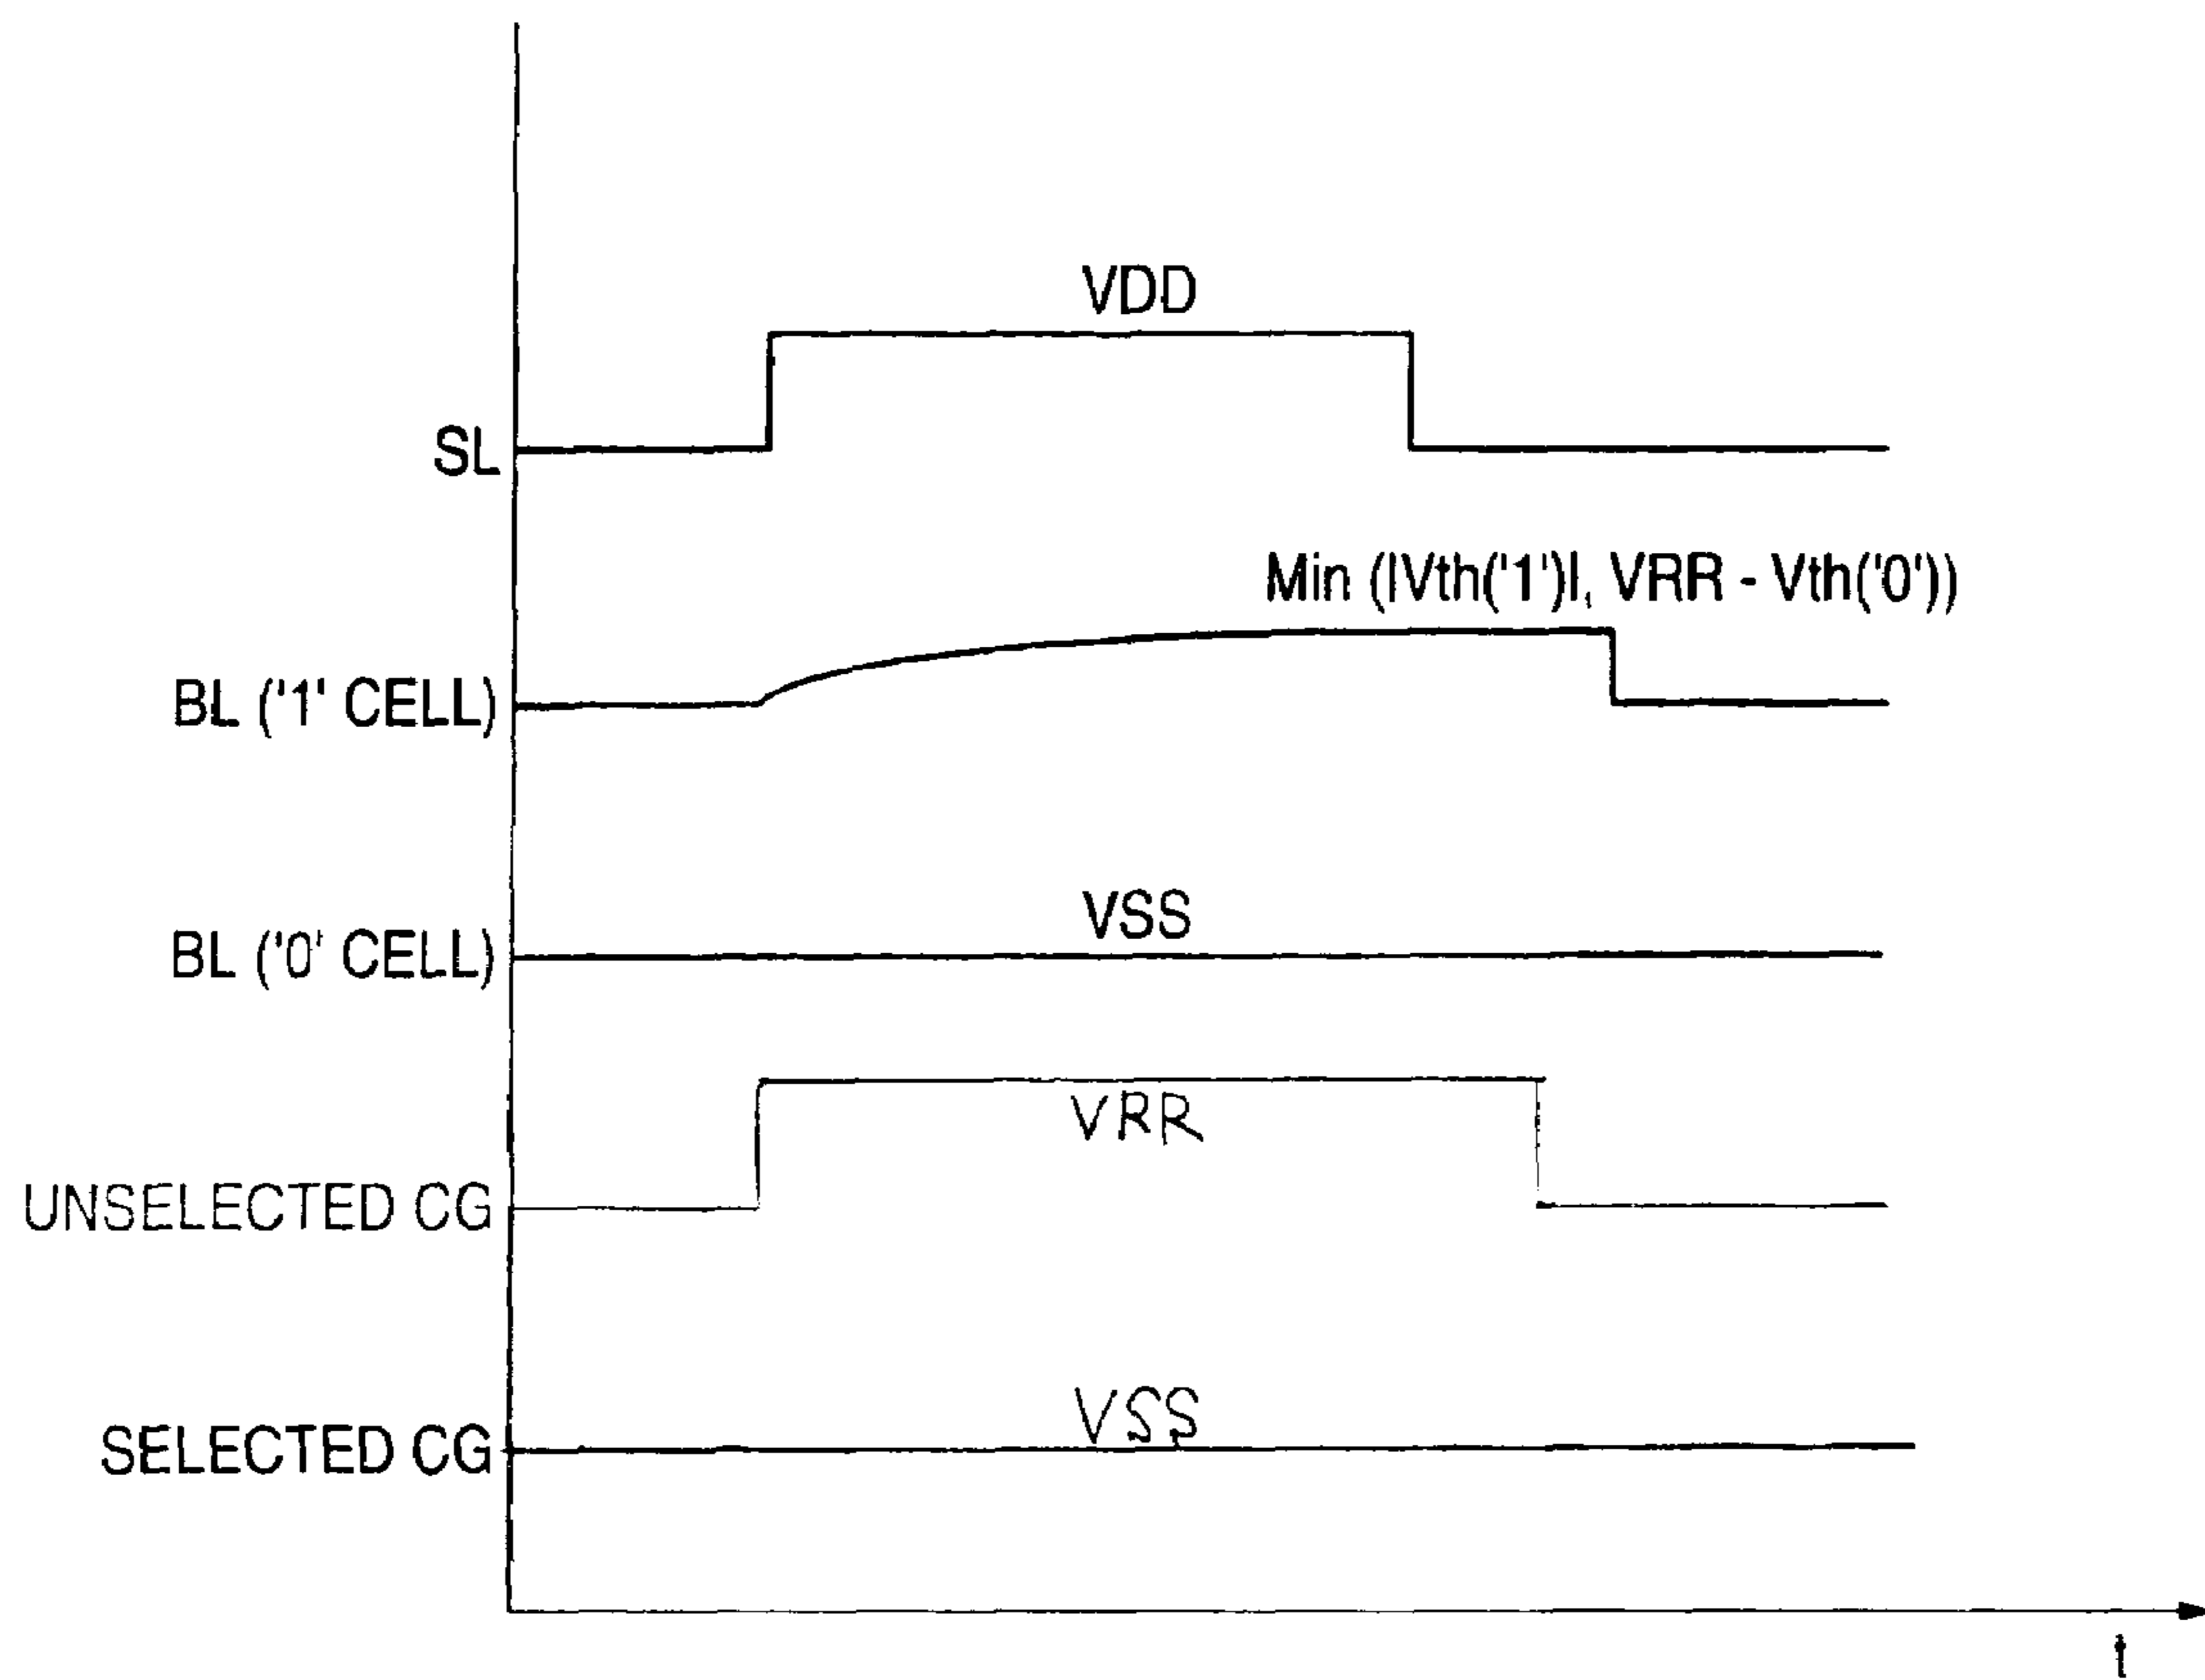 VDD
SL
Min (|Vth('1')|, VRR - Vth('0'))
BL ('1' CELL)
VSS
BL ('0' CELL)
VRR
UNSELECTED CG
VSS
SELECTED CG
t